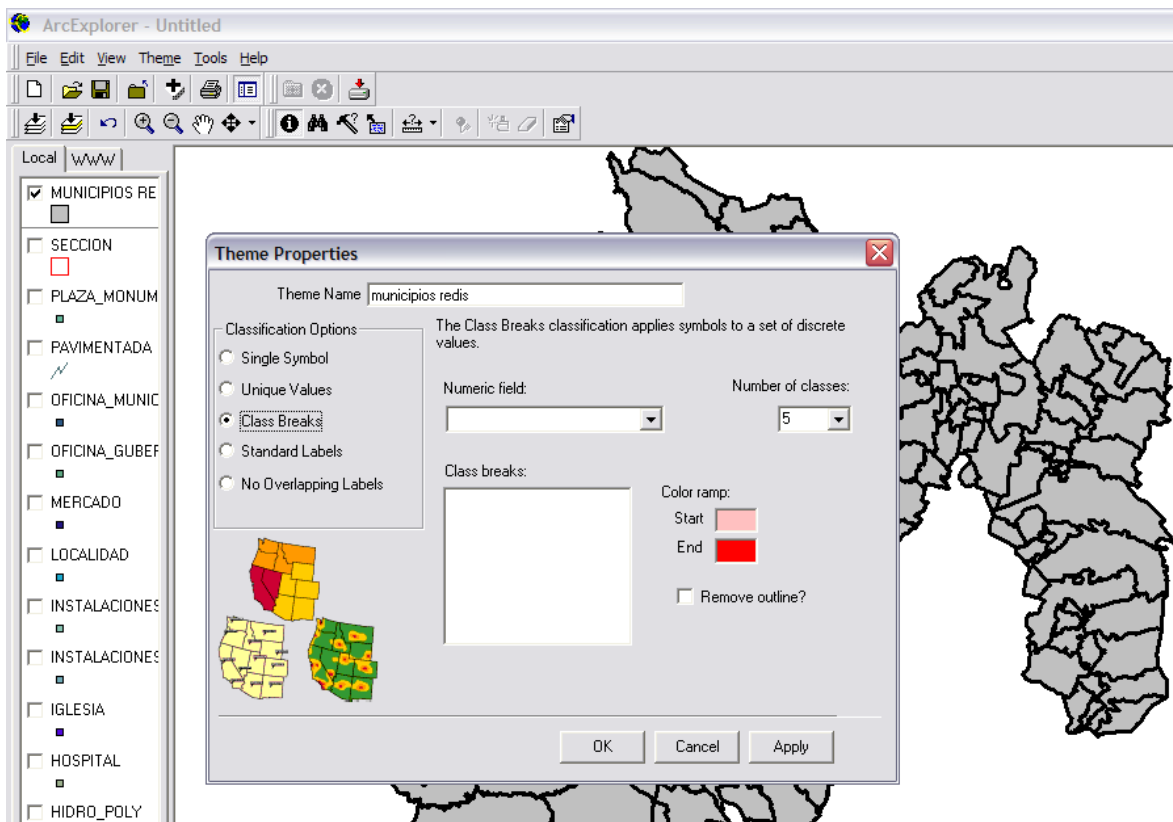 ArcExplorer - Untitled
File Edit View Theme Tools Help
Local WWW
MUNICIPIOS RE
SECCION
PLAZA_MONUM
PAVIMENTADA
OFICINA_MUNIC
OFICINA_GUBER
MERCADO
LOCALIDAD
INSTALACIONES
INSTALACIONES
IGLESIA
HOSPITAL
HIDRO_POLY
Theme Properties
Theme Name municipios redis
Classification Options
Single Symbol
Unique Values
Class Breaks
Standard Labels
No Overlapping Labels
The Class Breaks classification applies symbols to a set of discrete
values.
Numeric field: Number of classes:
5
Class breaks:
Color ramp:
Start
End
Remove outline?
OK Cancel Apply